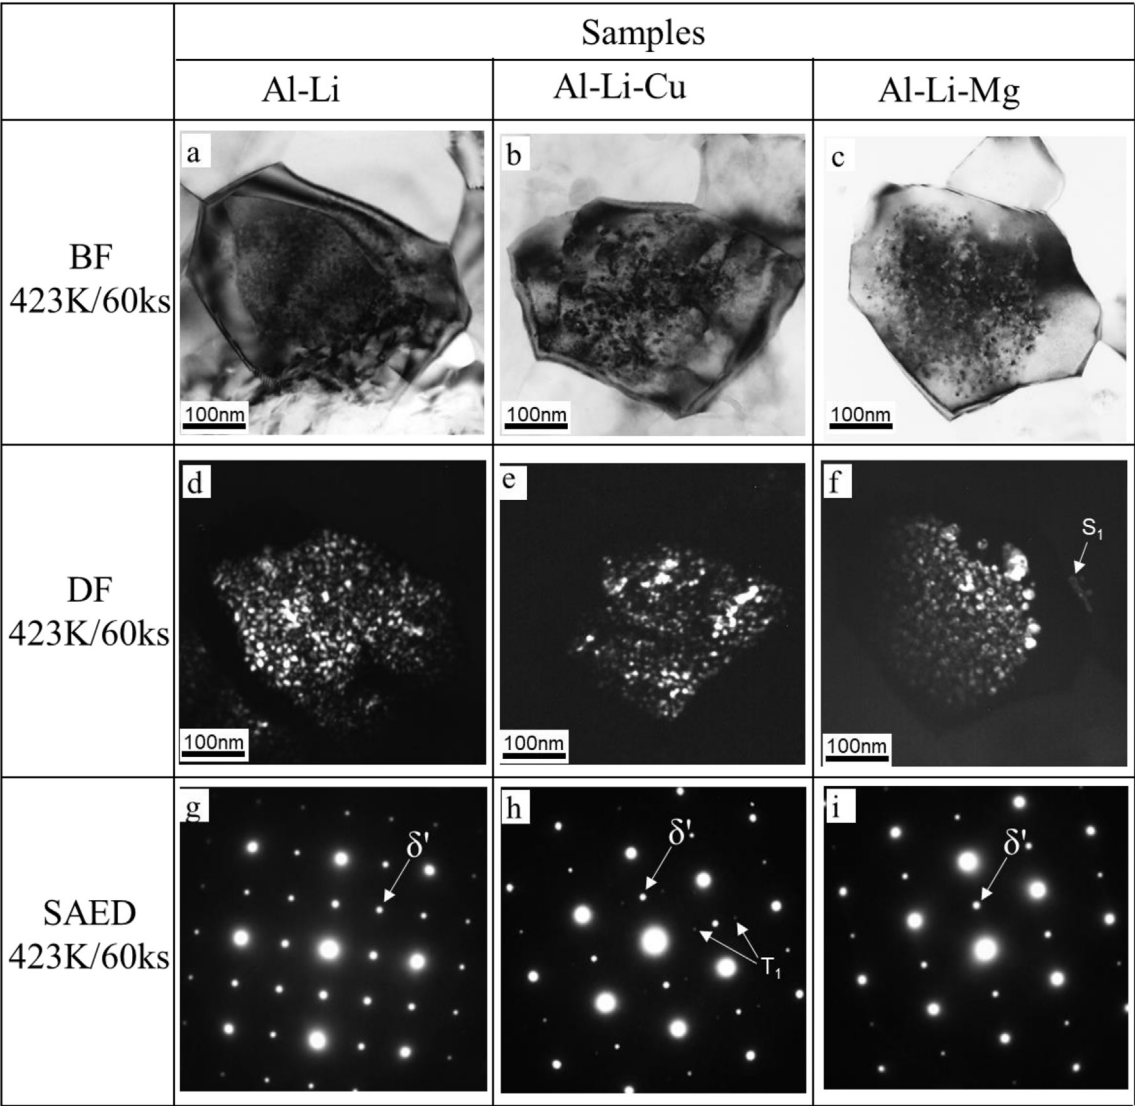 Samples
Al-Li
Al-Li-Cu
Al-Li-Mg
BF
423K/60ks
a
100nm
b
100nm
c
100nm
DF
423K/60ks
d
100nm
e
100nm
f
S₁
100nm
SAED
423K/60ks
g
δ'
h
δ'
T₁
i
δ'